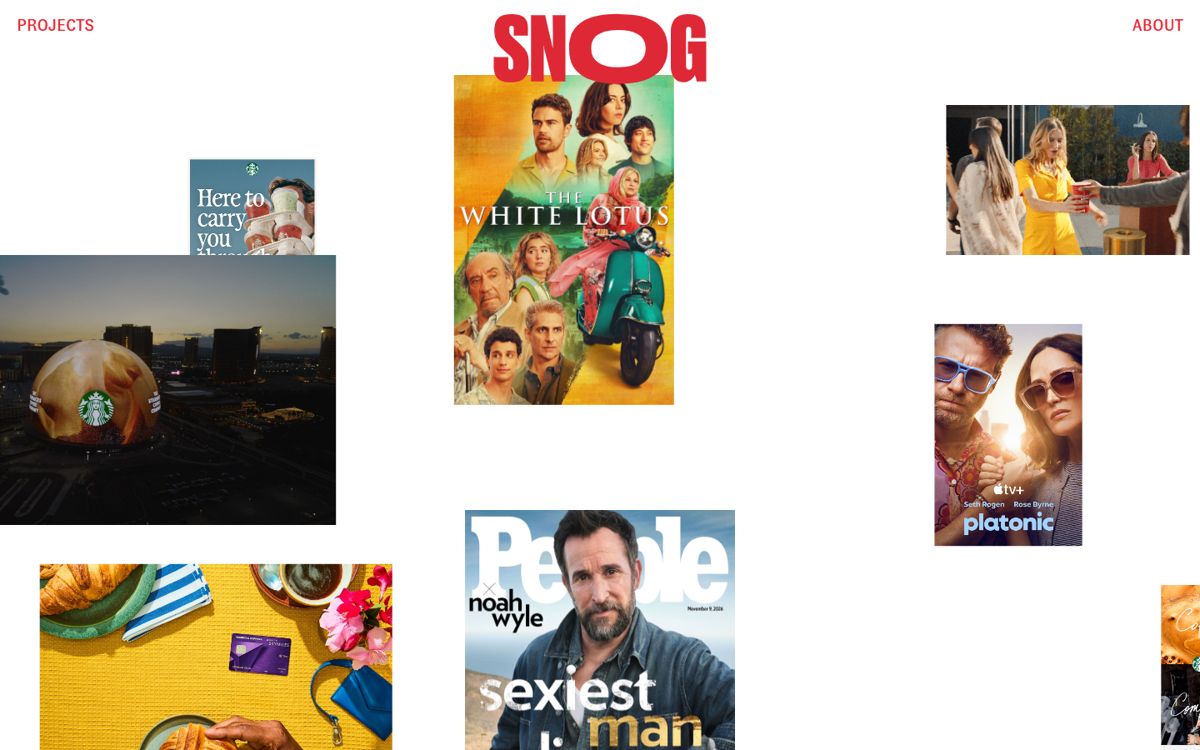 PROJECTS
SNOG
ABOUT
Here to
carry
you
THE
WHITE LOTUS
tv+
Seth Rogen Rose Byrne
platonic
People
noah
wyle
November 9, 2026
sexiest
man